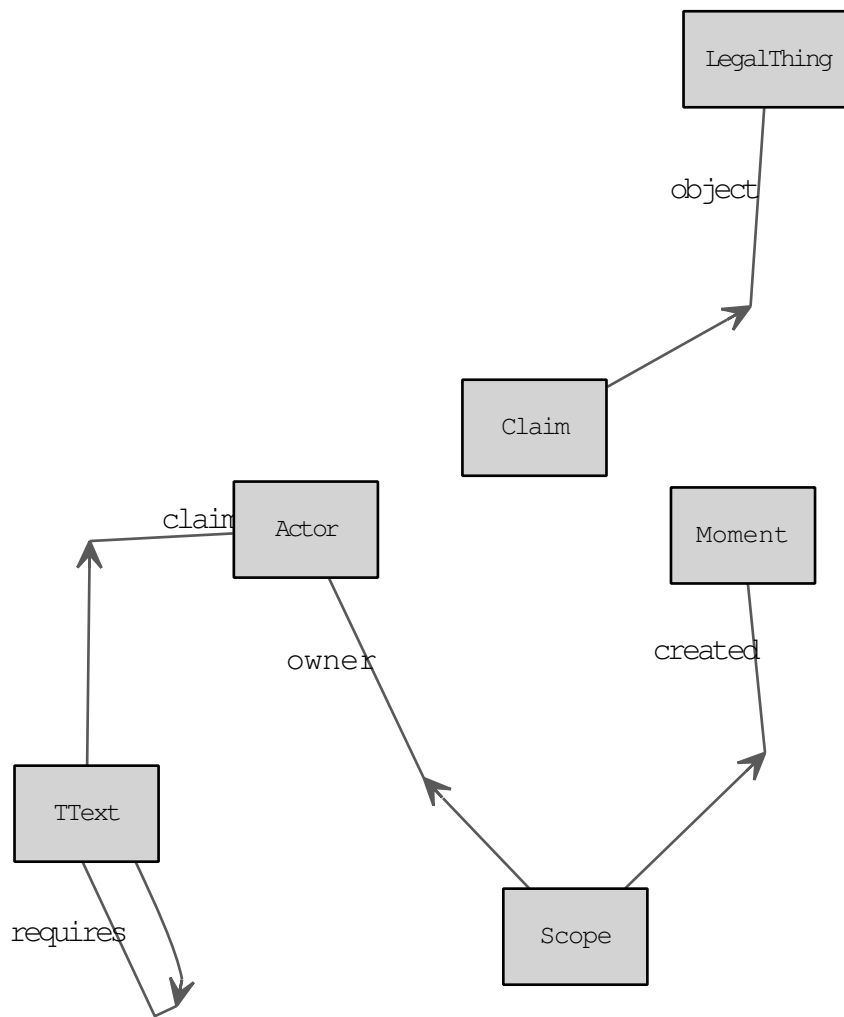 LegalThing
object
Claim
claim
Actor
Moment
owner
created
TText
requires
Scope